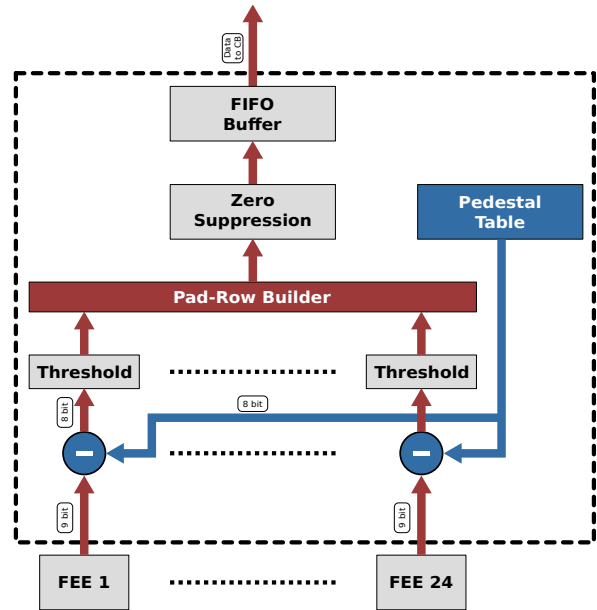 Data
to CB
FIFO
Buffer
Zero
Suppression
Pedestal
Table
Pad-Row Builder
Threshold
Threshold
8 bit
8 bit
9 bit
9 bit
FEE 1
FEE 24